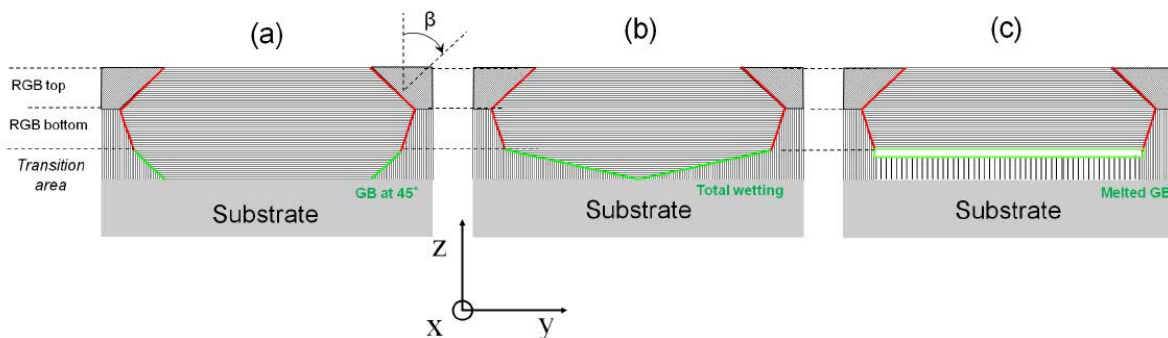 (a)
β
(b)
(c)
RGB top
RGB bottom
Transition
area
GB at 45°
Total wetting
Melted GB
Substrate
Substrate
Substrate
z
x
y